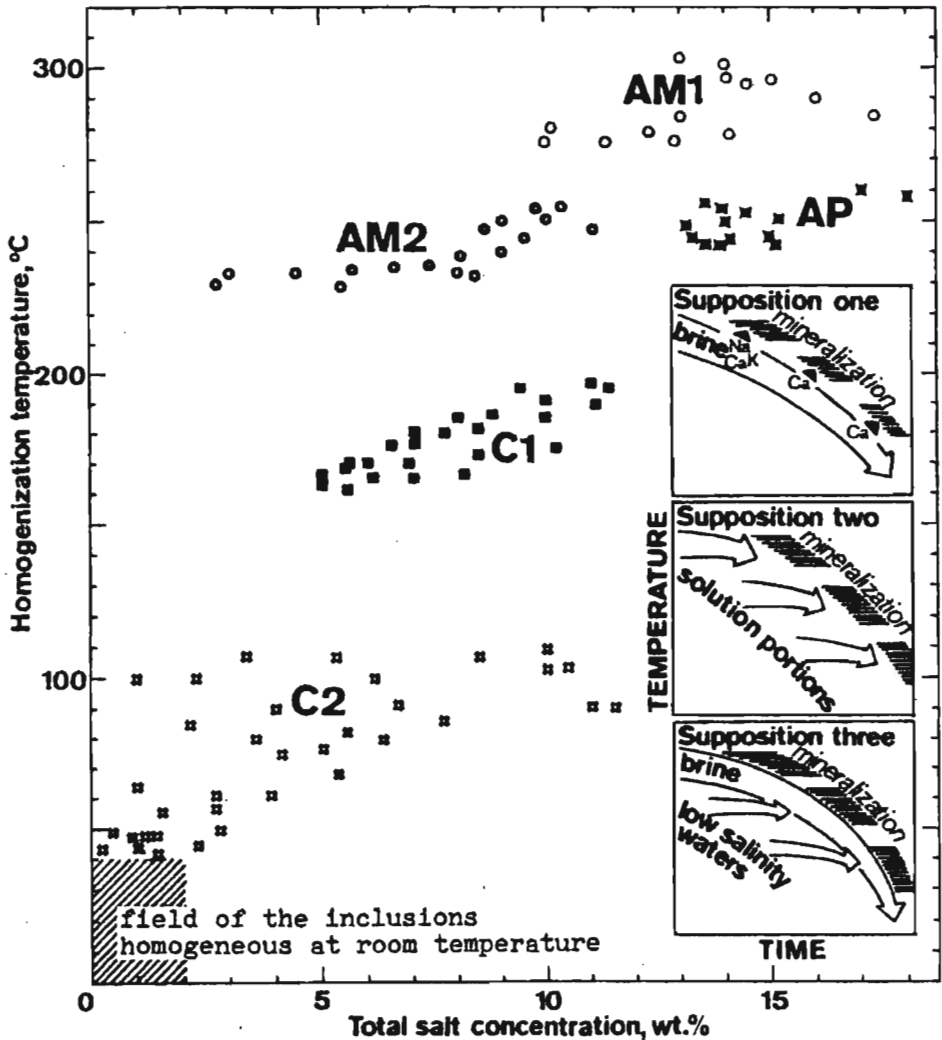 300
200
100
0
5
10
15
Homogenization temperature, °C
Total salt concentration, wt.%
AM1
AM2
AP
C1
C2
field of the inclusions
homogeneous at room temperature
Supposition one
mineralization
brine
Na
Ca K
Ca
Ca
Supposition two
mineralization
solution portions
Supposition three
mineralization
brine
low salinity
waters
TEMPERATURE
TIME